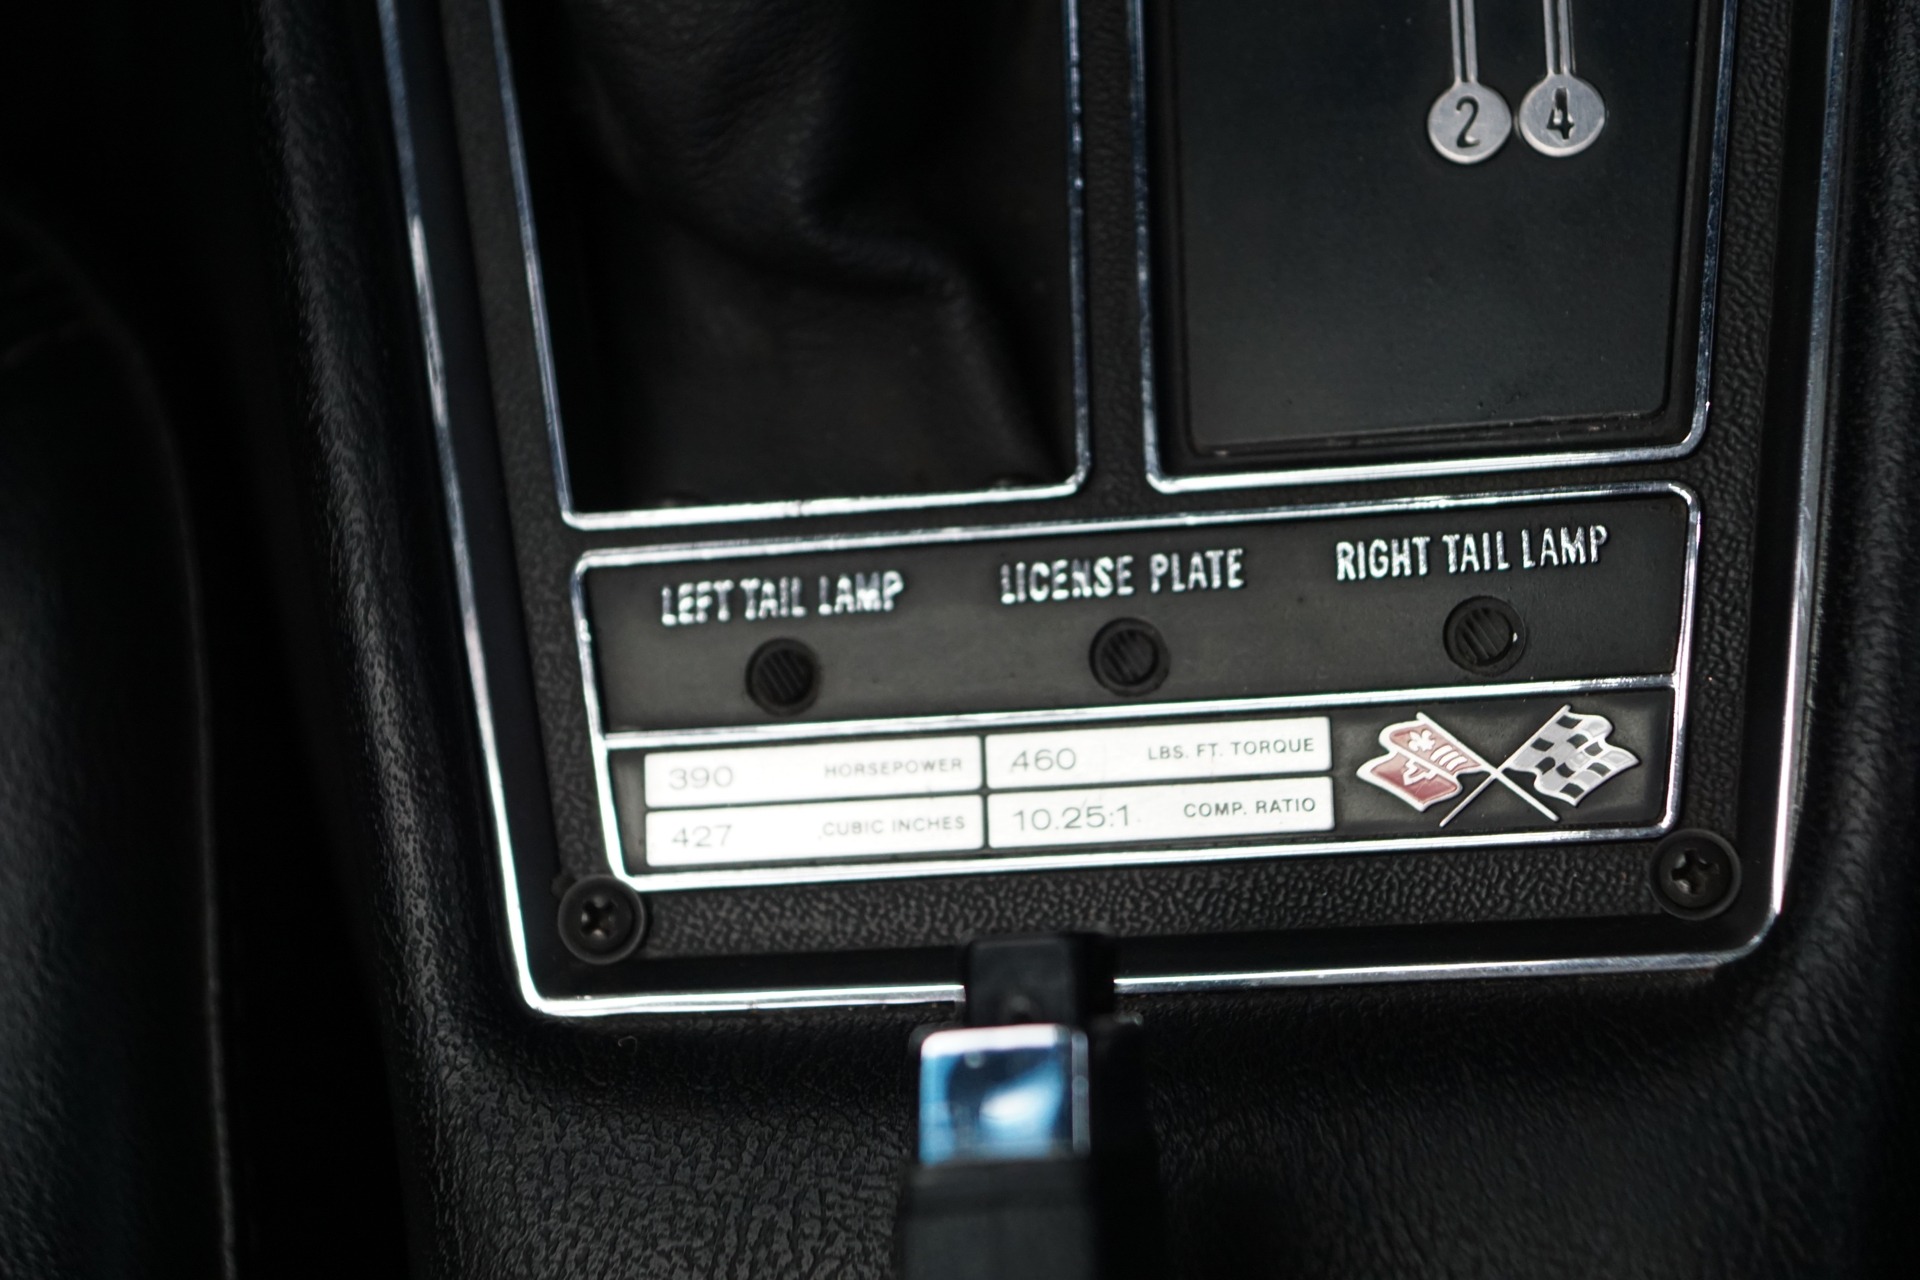 2 4
LEFT TAIL LAMP
LICENSE PLATE
RIGHT TAIL LAMP
390 HORSEPOWER
460 LBS. FT. TORQUE
427 CUBIC INCHES
10.25:1 COMP. RATIO